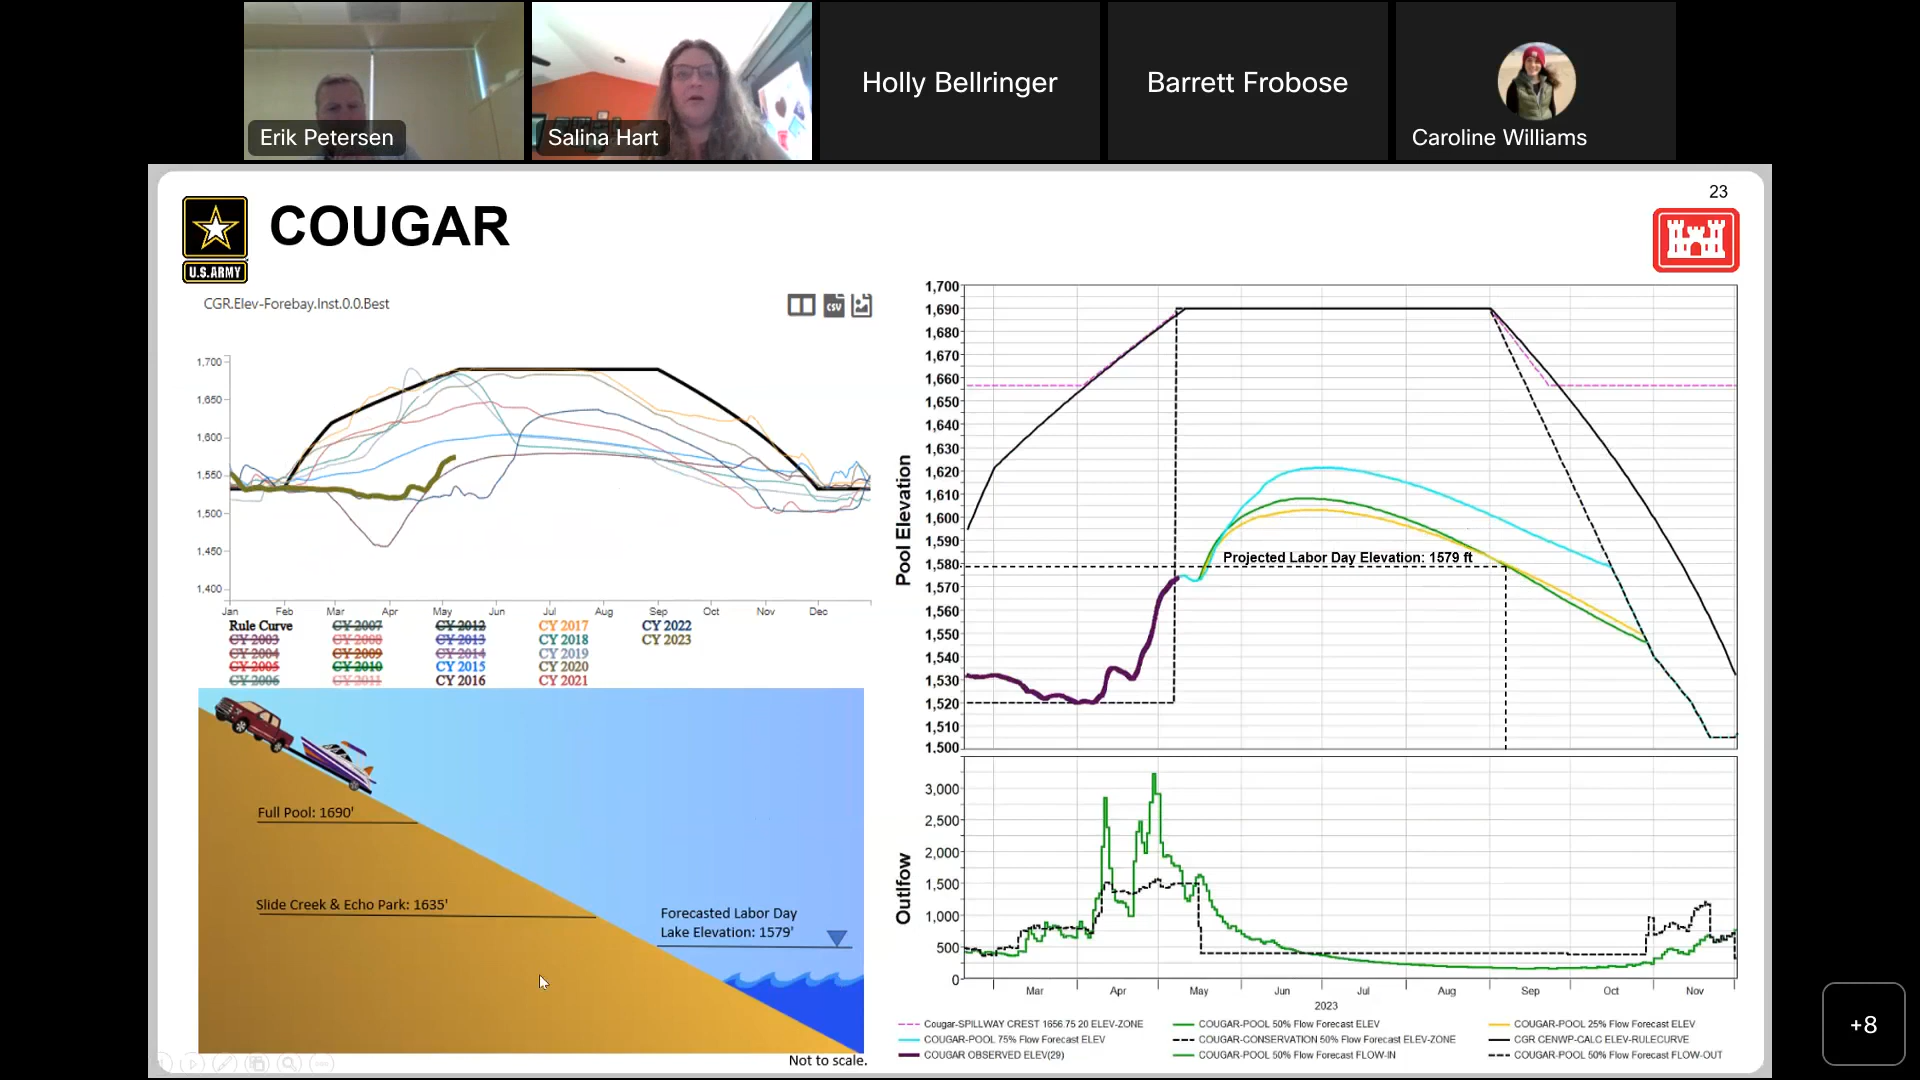 Erik Petersen
Salina Hart
Holly Bellringer
Barrett Frobose
Caroline Williams
23
COUGAR
U.S.ARMY
CGR.Elev-Forebay.Inst.0.0.Best
CSV
1,700
1,650
1,600
1,550
1,500
1,450
1,400
Jan Feb Mar Apr May Jun Jul Aug Sep Oct Nov Dec
Rule Curve CY 2007 CY 2012 CY 2017 CY 2022
CY 2003 CY 2008 CY 2013 CY 2018 CY 2023
CY 2004 CY 2009 CY 2014 CY 2019
CY 2005 CY 2010 CY 2015 CY 2020
CY 2006 CY 2011 CY 2016 CY 2021
Full Pool: 1690'
Slide Creek & Echo Park: 1635'
Forecasted Labor Day
Lake Elevation: 1579'
Not to scale.
Pool Elevation
1,700
1,690
1,680
1,670
1,660
1,650
1,640
1,630
1,620
1,610
1,600
1,590
1,580
1,570
1,560
1,550
1,540
1,530
1,520
1,510
1,500
Projected Labor Day Elevation: 1579 ft
Outlfow
3,000
2,500
2,000
1,500
1,000
500
0
Mar Apr May Jun Jul Aug Sep Oct Nov
2023
Cougar-SPILLWAY CREST 1656.75 20 ELEV-ZONE COUGAR-POOL 50% Flow Forecast ELEV COUGAR-POOL 25% Flow Forecast ELEV
COUGAR-POOL 75% Flow Forecast ELEV COUGAR-CONSERVATION 50% Flow Forecast ELEV-ZONE CGR CENWP-CALC ELEV-RULECURVE
COUGAR OBSERVED ELEV(29) COUGAR-POOL 50% Flow Forecast FLOW-IN COUGAR-POOL 50% Flow Forecast FLOW-OUT
+8